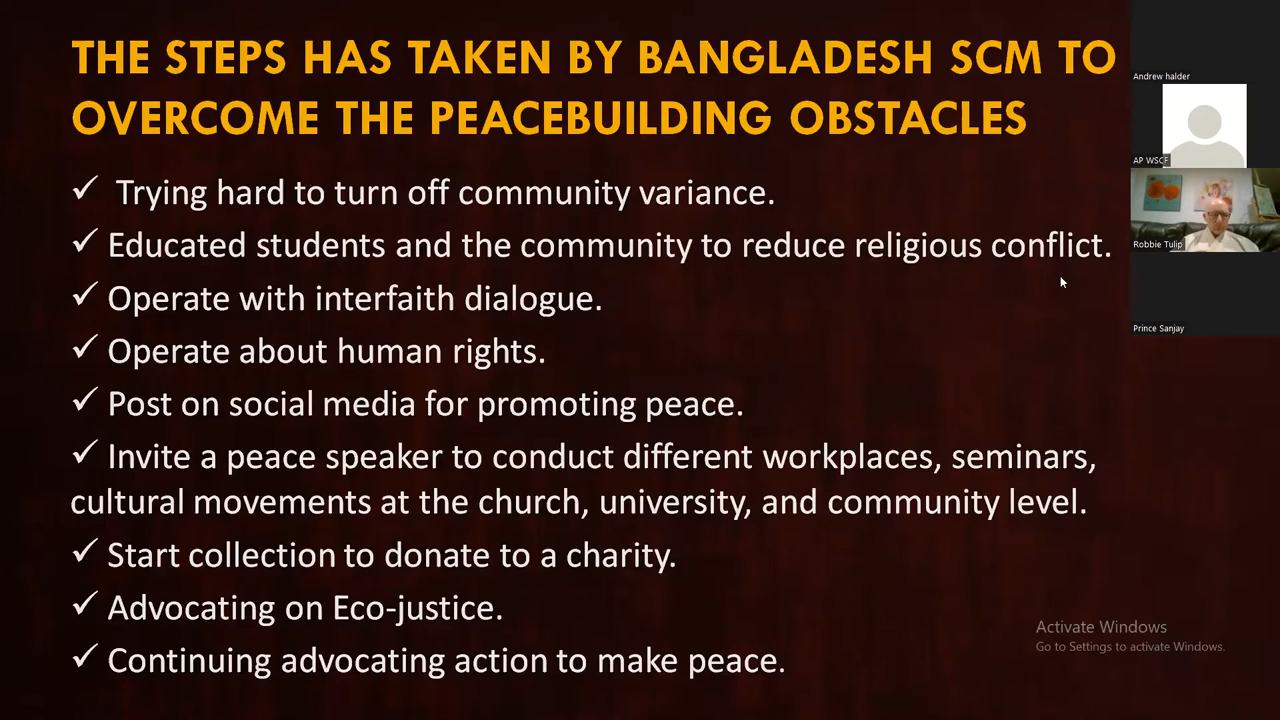 THE STEPS HAS TAKEN BY BANGLADESH SCM TO
OVERCOME THE PEACEBUILDING OBSTACLES
✓ Trying hard to turn off community variance.
✓ Educated students and the community to reduce religious conflict.
✓ Operate with interfaith dialogue.
✓ Operate about human rights.
✓ Post on social media for promoting peace.
✓ Invite a peace speaker to conduct different workplaces, seminars,
cultural movements at the church, university, and community level.
✓ Start collection to donate to a charity.
✓ Advocating on Eco-justice.
✓ Continuing advocating action to make peace.
Andrew halder
AP WSCF
Robbie Tulip
Prince Sanjay
Activate Windows
Go to Settings to activate Windows.